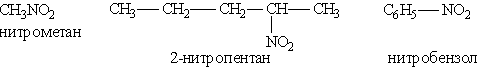 CH₃NO₂ CH₃—CH₂—CH₂—CH—CH₃ C₆H₅—NO₂
нитрометан
NO₂
2-нитропентан нитробензол